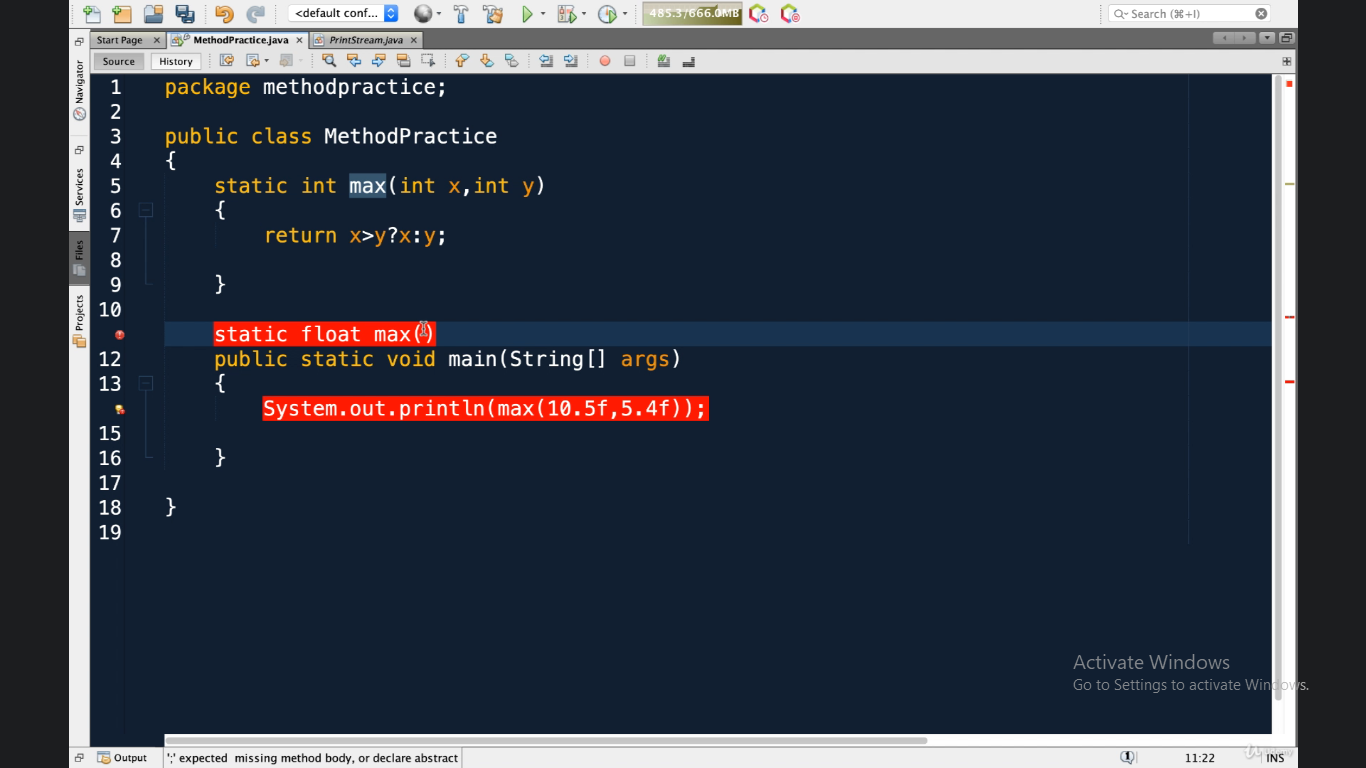 <default conf...
485.3/666.0MB
Search (⌘+I)
Start Page
MethodPractice.java
PrintStream.java
Source
History
Navigator
Services
Files
Projects
1 package methodpractice;
2
3 public class MethodPractice
4 {
5 static int max(int x,int y)
6 {
7 return x>y?x:y;
8
9 }
10
static float max()
12 public static void main(String[] args)
13 {
System.out.println(max(10.5f,5.4f));
15
16 }
17
18 }
19
Activate Windows
Go to Settings to activate Windows.
Output
';' expected missing method body, or declare abstract
1
11:22
INS